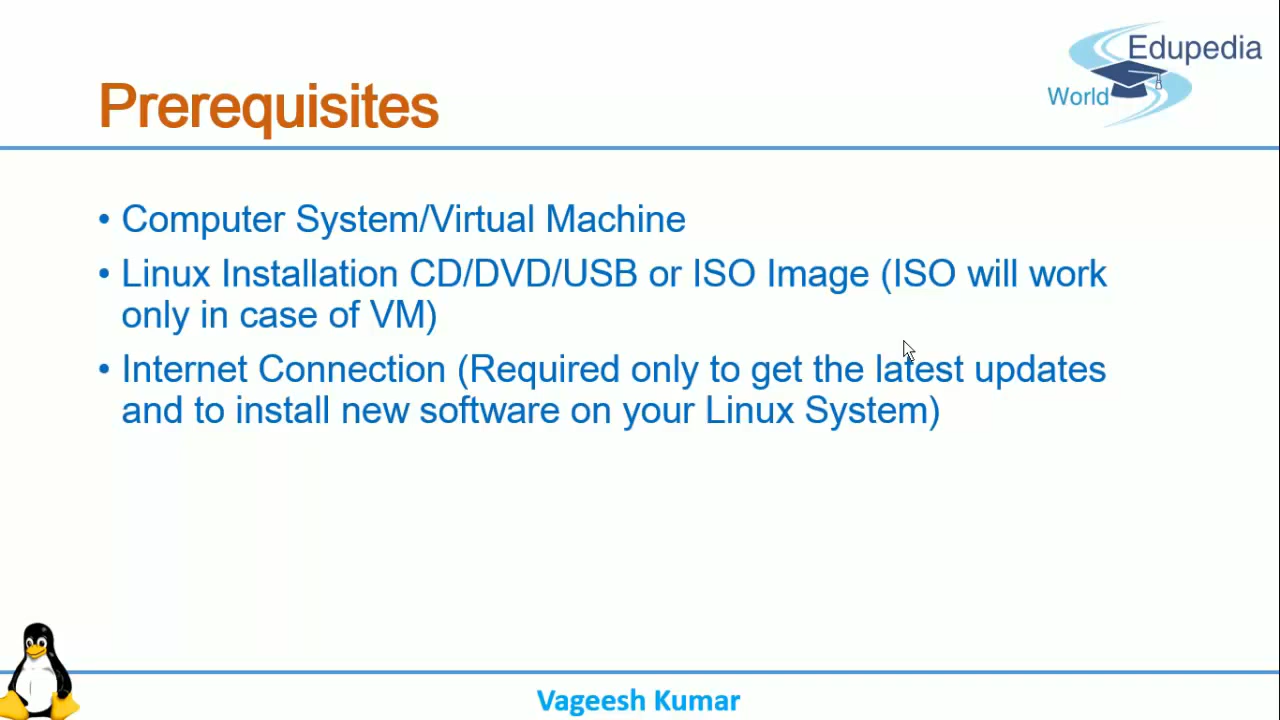 Edupedia
World
Prerequisites
• Computer System/Virtual Machine
• Linux Installation CD/DVD/USB or ISO Image (ISO will work
only in case of VM)
• Internet Connection (Required only to get the latest updates
and to install new software on your Linux System)
Vageesh Kumar